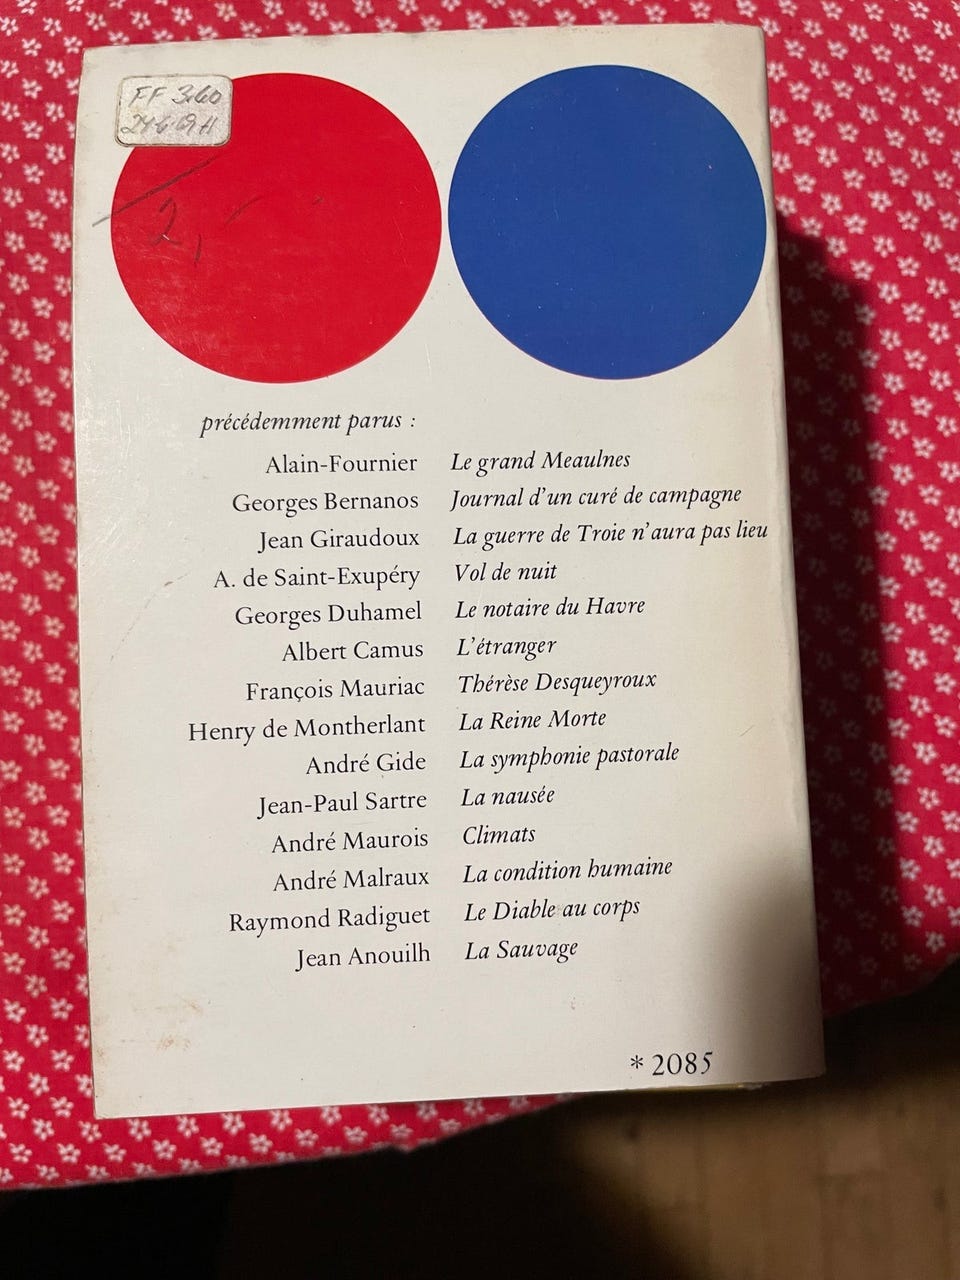 FF 3.60
2,
précédemment parus :
Alain-Fournier Le grand Meaulnes
Georges Bernanos Journal d'un curé de campagne
Jean Giraudoux La guerre de Troie n'aura pas lieu
A. de Saint-Exupéry Vol de nuit
Georges Duhamel Le notaire du Havre
Albert Camus L'étranger
François Mauriac Thérèse Desqueyroux
Henry de Montherlant La Reine Morte
André Gide La symphonie pastorale
Jean-Paul Sartre La nausée
André Maurois Climats
André Malraux La condition humaine
Raymond Radiguet Le Diable au corps
Jean Anouilh La Sauvage
* 2085